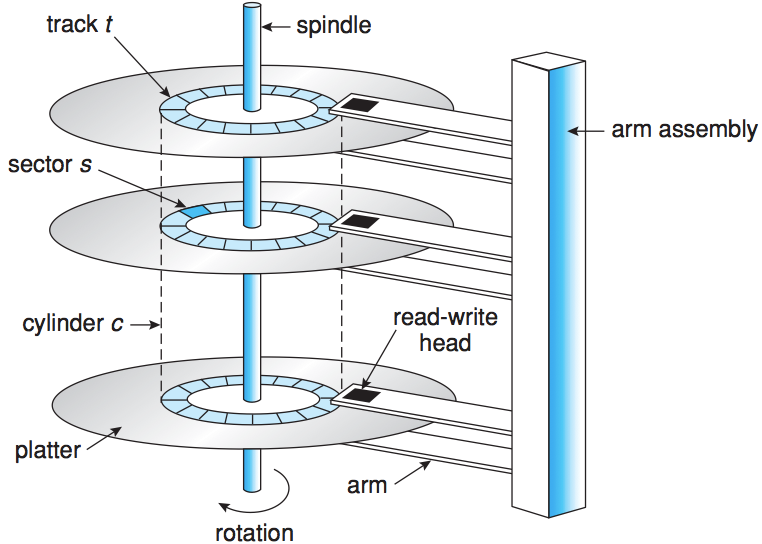 track t
spindle
arm assembly
sector s
cylinder c
read-write
head
platter
arm
rotation